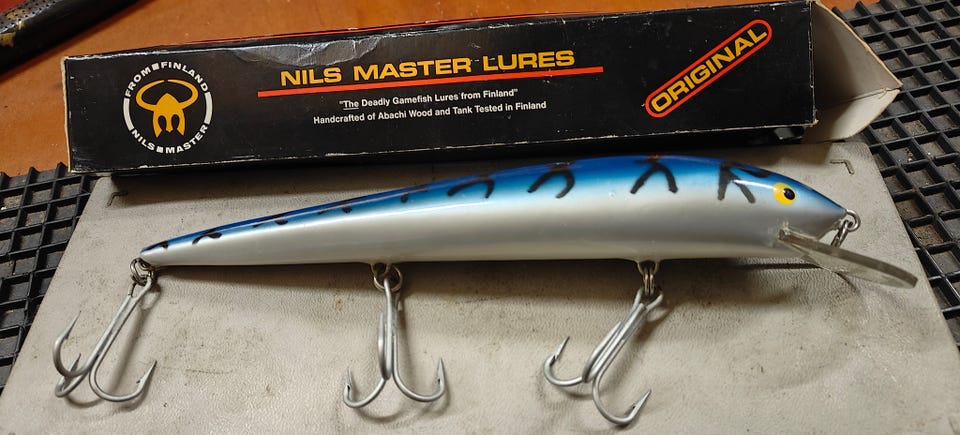 FROM■FINLAND
NILS■MASTER
NILS MASTER LURES
"The Deadly Gamefish Lures from Finland"
Handcrafted of Abachi Wood and Tank Tested in Finland
ORIGINAL